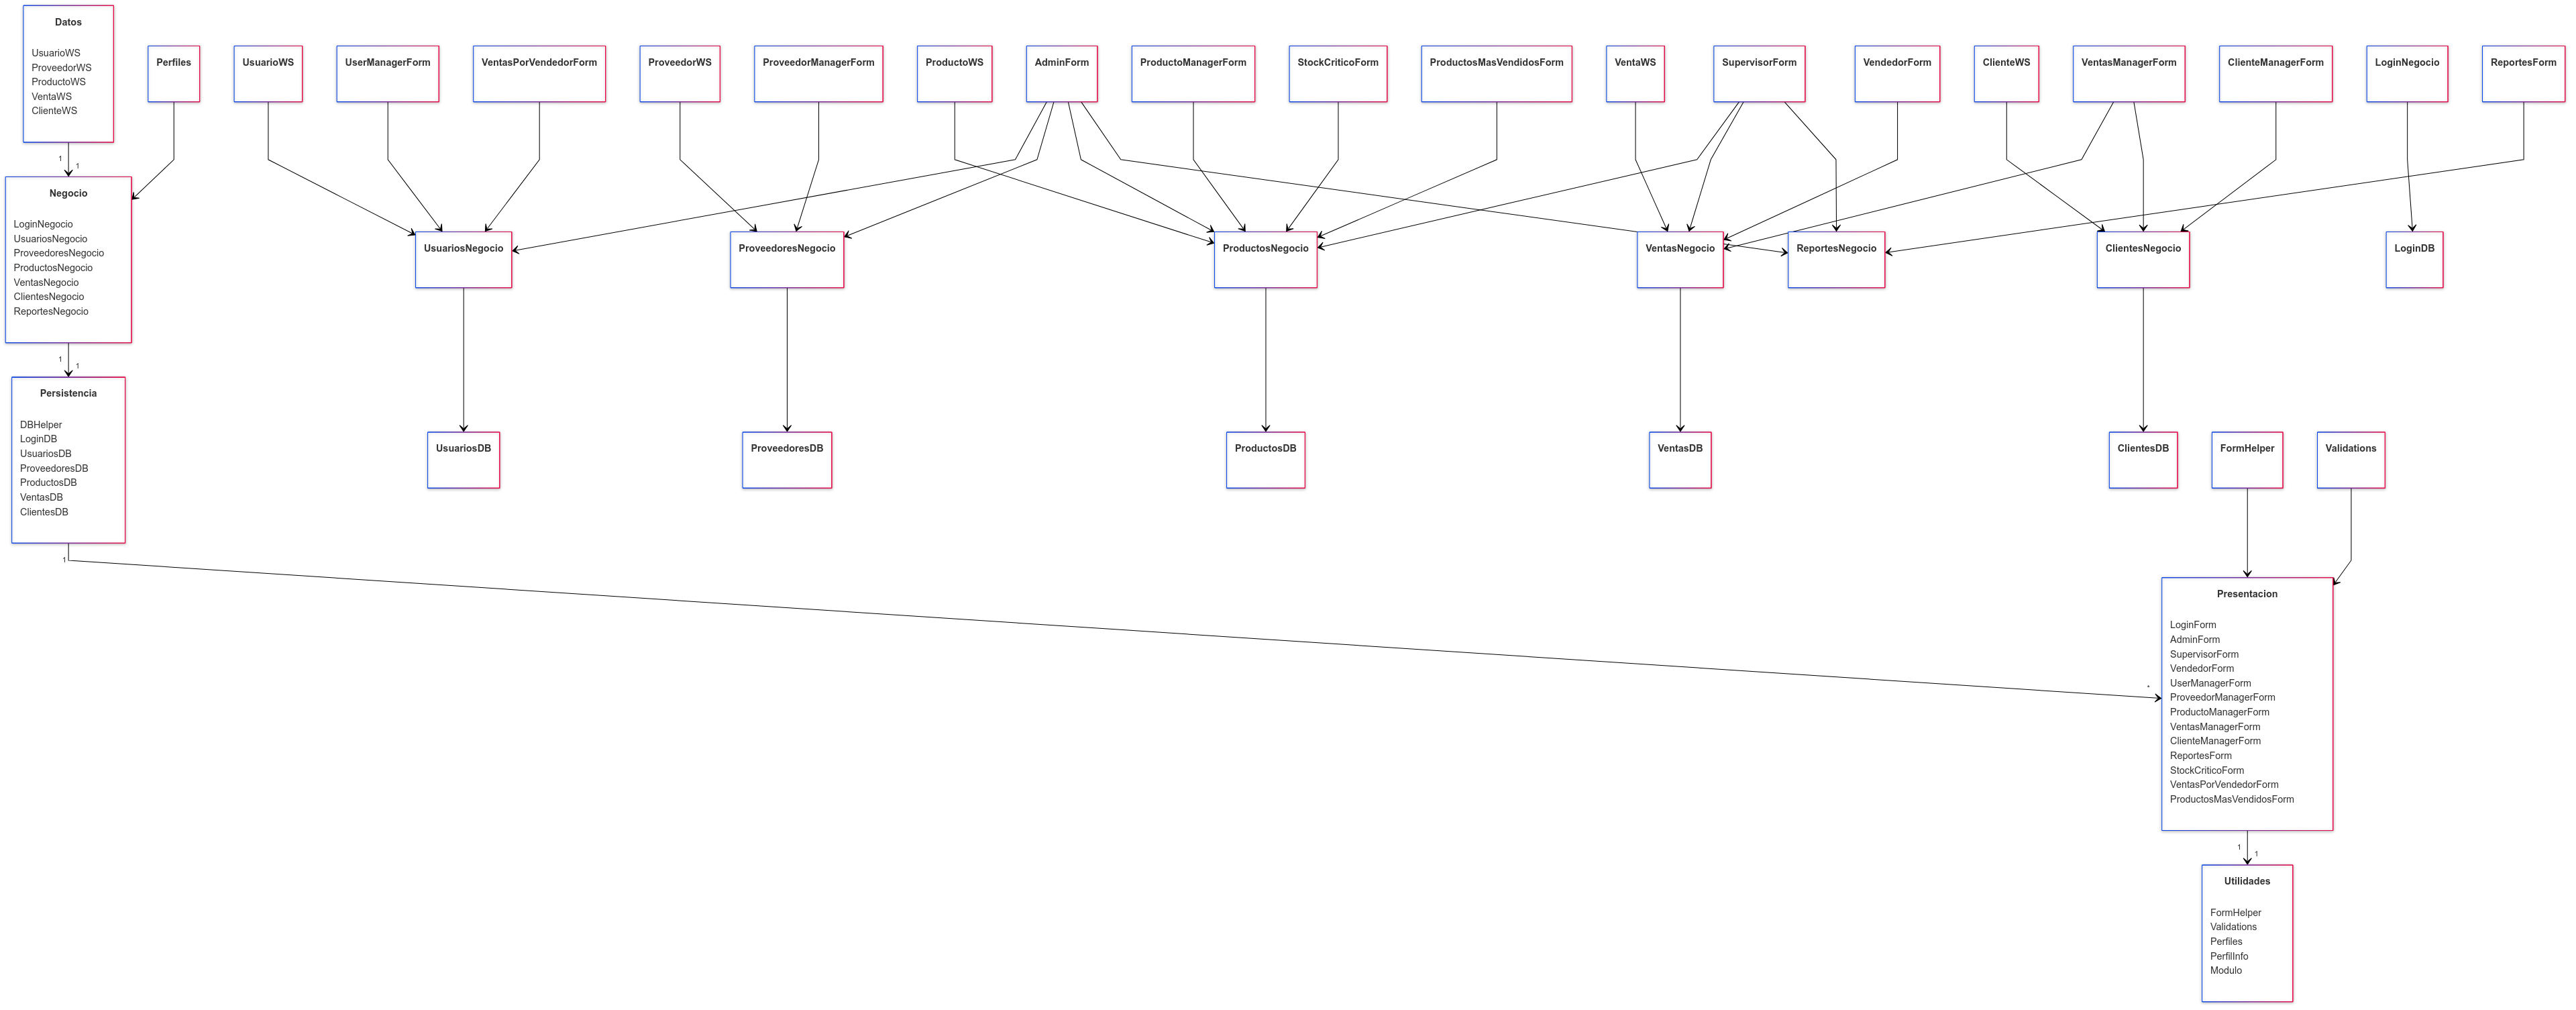 Datos
UsuarioWS
ProveedorWS
ProductoWS
VentaWS
ClienteWS
Perfiles
UsuarioWS
UserManagerForm
VentasPorVendedorForm
ProveedorWS
ProveedorManagerForm
ProductoWS
AdminForm
ProductoManagerForm
StockCriticoForm
ProductosMasVendidosForm
VentaWS
SupervisorForm
VendedorForm
ClienteWS
VentasManagerForm
ClienteManagerForm
LoginNegocio
ReportesForm
1
1
Negocio
LoginNegocio
UsuariosNegocio
ProveedoresNegocio
ProductosNegocio
VentasNegocio
ClientesNegocio
ReportesNegocio
UsuariosNegocio
ProveedoresNegocio
ProductosNegocio
VentasNegocio
ReportesNegocio
ClientesNegocio
LoginDB
1
1
Persistencia
DBHelper
LoginDB
UsuariosDB
ProveedoresDB
ProductosDB
VentasDB
ClientesDB
UsuariosDB
ProveedoresDB
ProductosDB
VentasDB
ClientesDB
FormHelper
Validations
1
*
Presentacion
LoginForm
AdminForm
SupervisorForm
VendedorForm
UserManagerForm
ProveedorManagerForm
ProductoManagerForm
VentasManagerForm
ClienteManagerForm
ReportesForm
StockCriticoForm
VentasPorVendedorForm
ProductosMasVendidosForm
1
1
Utilidades
FormHelper
Validations
Perfiles
PerfilInfo
Modulo